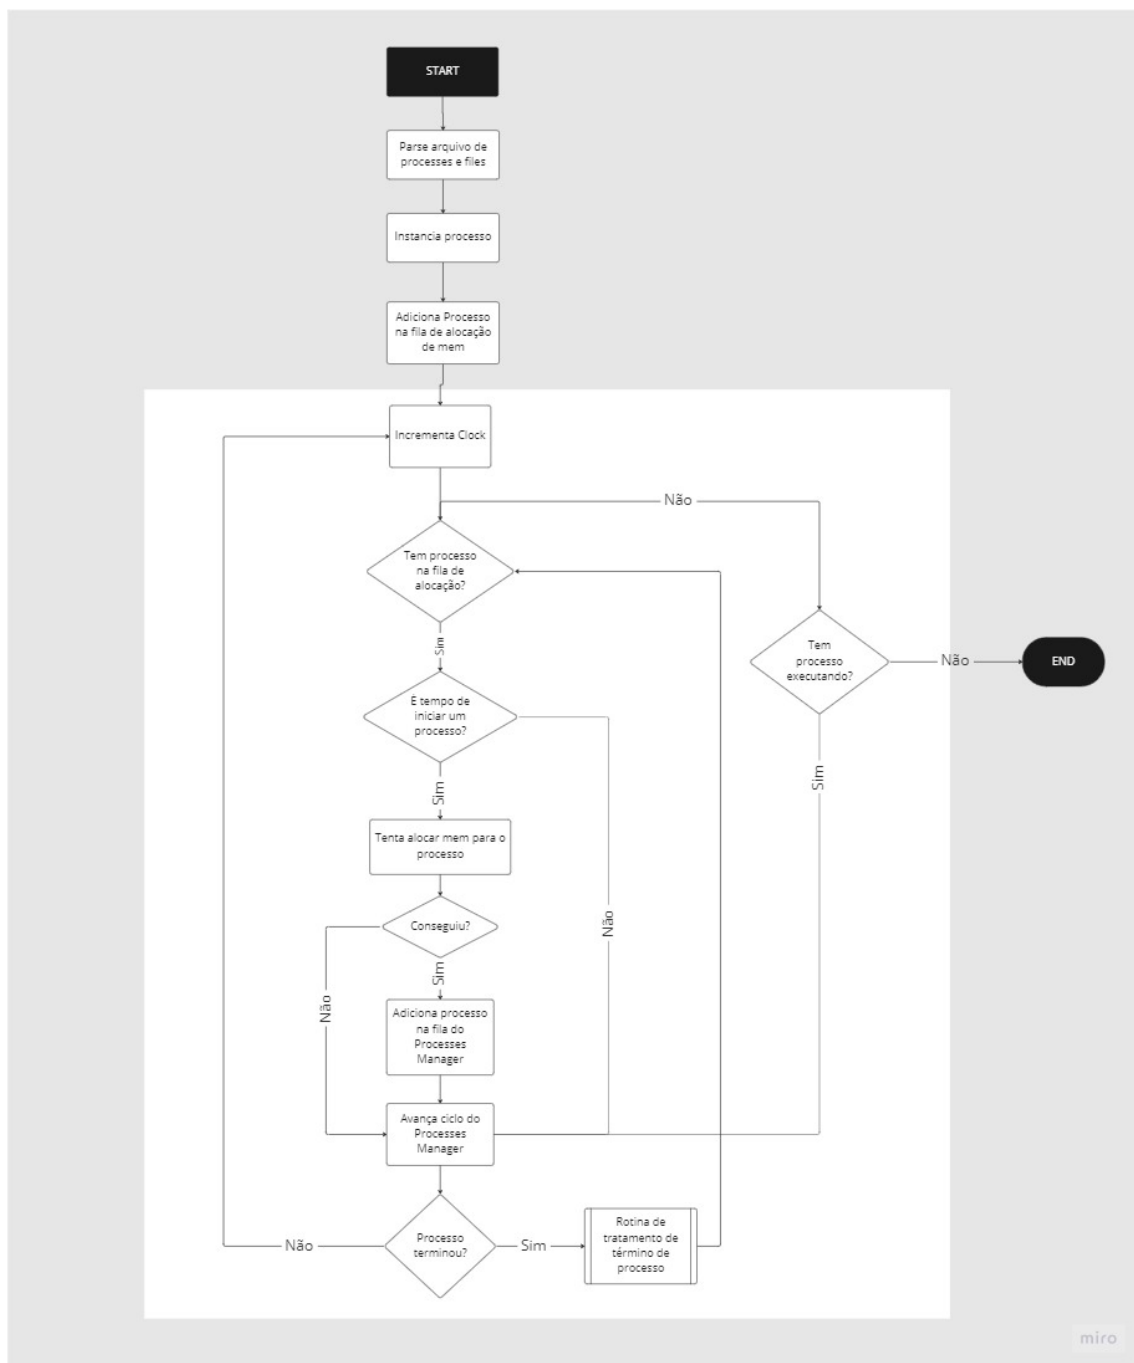 START
Parse arquivo de
processes e files
Instancia processo
Adiciona Processo
na fila de alocação
de mem
Incrementa Clock
Não
Tem processo
na fila de
alocação?
Sim
Tem
processo
executando?
Não
END
É tempo de
iniciar um
processo?
Sim
Sim
Tenta alocar mem para o
processo
Conseguiu?
Não
Sim
Não
Adiciona processo
na fila do
Processes
Manager
Avança ciclo do
Processes
Manager
Processo
terminou?
Não
Sim
Rotina de
tratamento de
término de
processo
miro